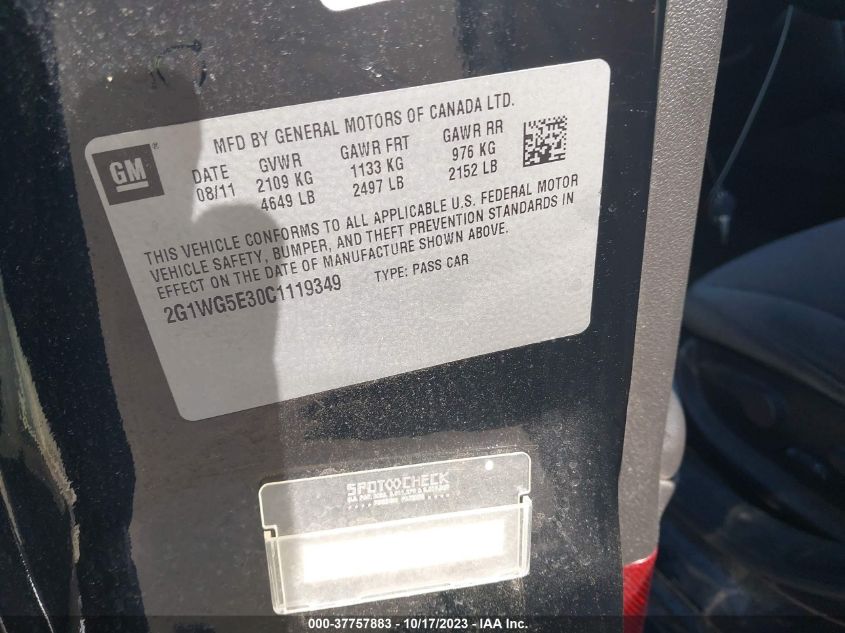 MFD BY GENERAL MOTORS OF CANADA LTD.
GM®
DATE GVWR GAWR FRT GAWR RR
08/11 2109 KG 1133 KG 976 KG
4649 LB 2497 LB 2152 LB
THIS VEHICLE CONFORMS TO ALL APPLICABLE U.S. FEDERAL MOTOR
VEHICLE SAFETY, BUMPER, AND THEFT PREVENTION STANDARDS IN
EFFECT ON THE DATE OF MANUFACTURE SHOWN ABOVE.
2G1WG5E30C1119349 TYPE: PASS CAR
SPOT CHECK
000-37757883 - 10/17/2023 - IAA Inc.